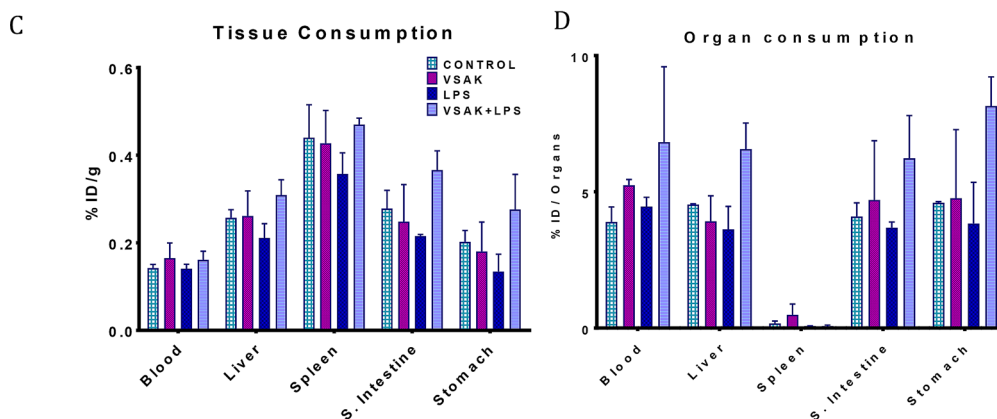 C
Tissue Consumption
CONTROL
VSAK
LPS
VSAK+LPS
% ID/g
0.6
0.4
0.2
0.0
Blood
Liver
Spleen
S. Intestine
Stomach
D
Organ consumption
% ID / Organs
10
5
0
Blood
Liver
Spleen
S. Intestine
Stomach